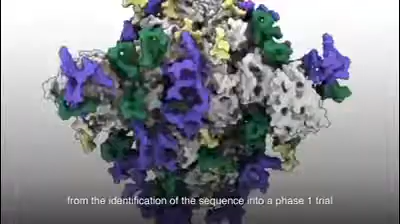 from the identification of the sequence into a phase 1 trial